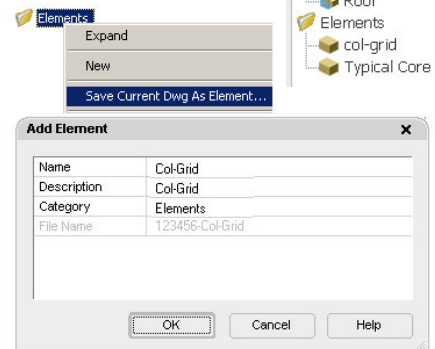 Elements
Expand
New
Save Current Dwg As Element...
Roof
Elements
col-grid
Typical Core
Add Element
Name Col-Grid
Description Col-Grid
Category Elements
File Name 123456-Col-Grid
OK Cancel Help